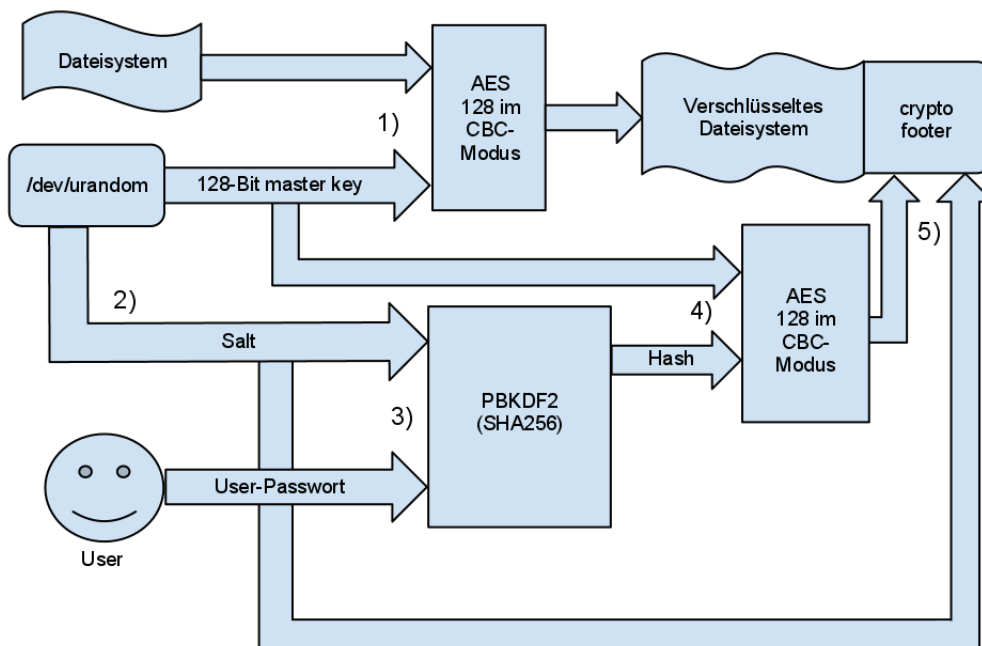 Dateisystem
AES
128 im
CBC-
Modus
Verschlüsseltes
Dateisystem
crypto
footer
1)
/dev/urandom
128-Bit master key
5)
2)
4)
AES
128 im
CBC-
Modus
Salt
Hash
PBKDF2
(SHA256)
3)
User-Passwort
User